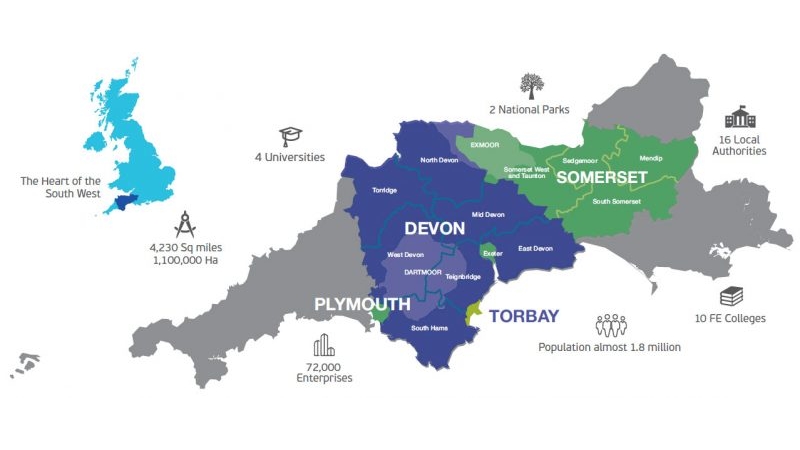 2 National Parks
16 Local
Authorities
4 Universities
The Heart of the
South West
4,230 Sq miles
1,100,000 Ha
EXMOOR
North Devon
Somerset West
and Taunton
Sedgamoor
Mendip
SOMERSET
South Somerset
Torridge
Mid Devon
DEVON
East Devon
Exeter
West Devon
DARTMOOR
Teignbridge
PLYMOUTH
TORBAY
South Hams
10 FE Colleges
Population almost 1.8 million
72,000
Enterprises